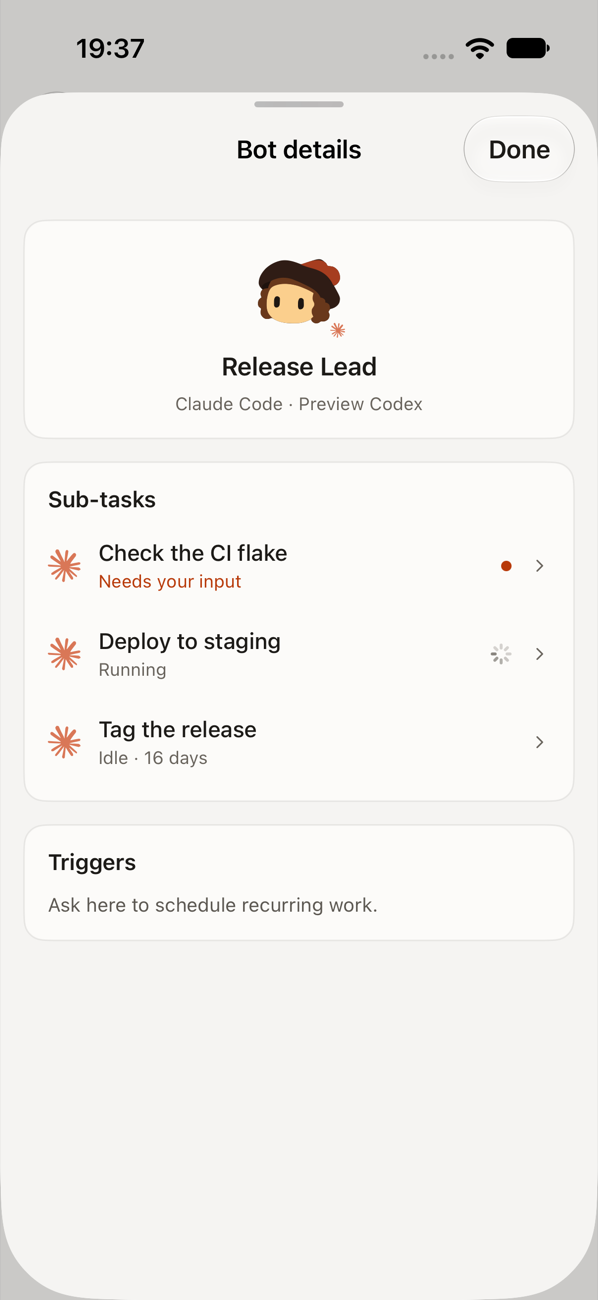 19:37
Bot details
Done
Release Lead
Claude Code · Preview Codex
Sub-tasks
Check the CI flake
Needs your input
Deploy to staging
Running
Tag the release
Idle · 16 days
Triggers
Ask here to schedule recurring work.